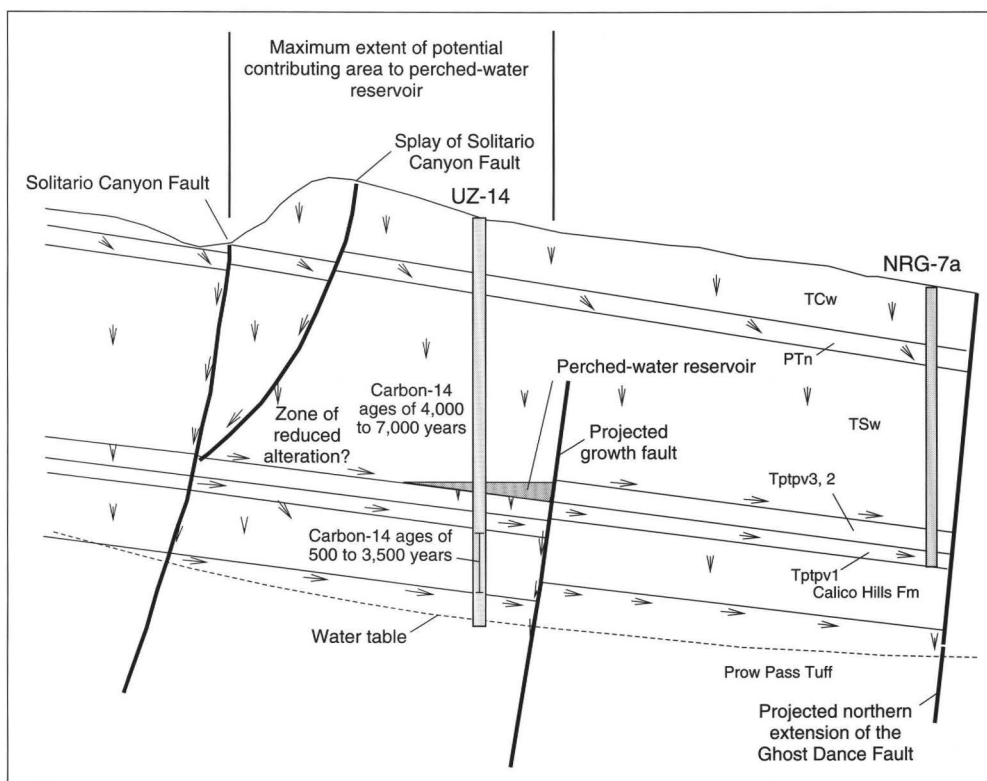 Maximum extent of potential
contributing area to perched-water
reservoir
Splay of Solitario
Canyon Fault
Solitario Canyon Fault
UZ-14
NRG-7a
TCw
PTn
Perched-water reservoir
Carbon-14
ages of 4,000
to 7,000 years
Zone of
reduced
alteration?
Projected
growth fault
TSw
Tptpv3, 2
Carbon-14 ages of
500 to 3,500 years
Tptpv1
Calico Hills Fm
Water table
Prow Pass Tuff
Projected northern
extension of the
Ghost Dance Fault